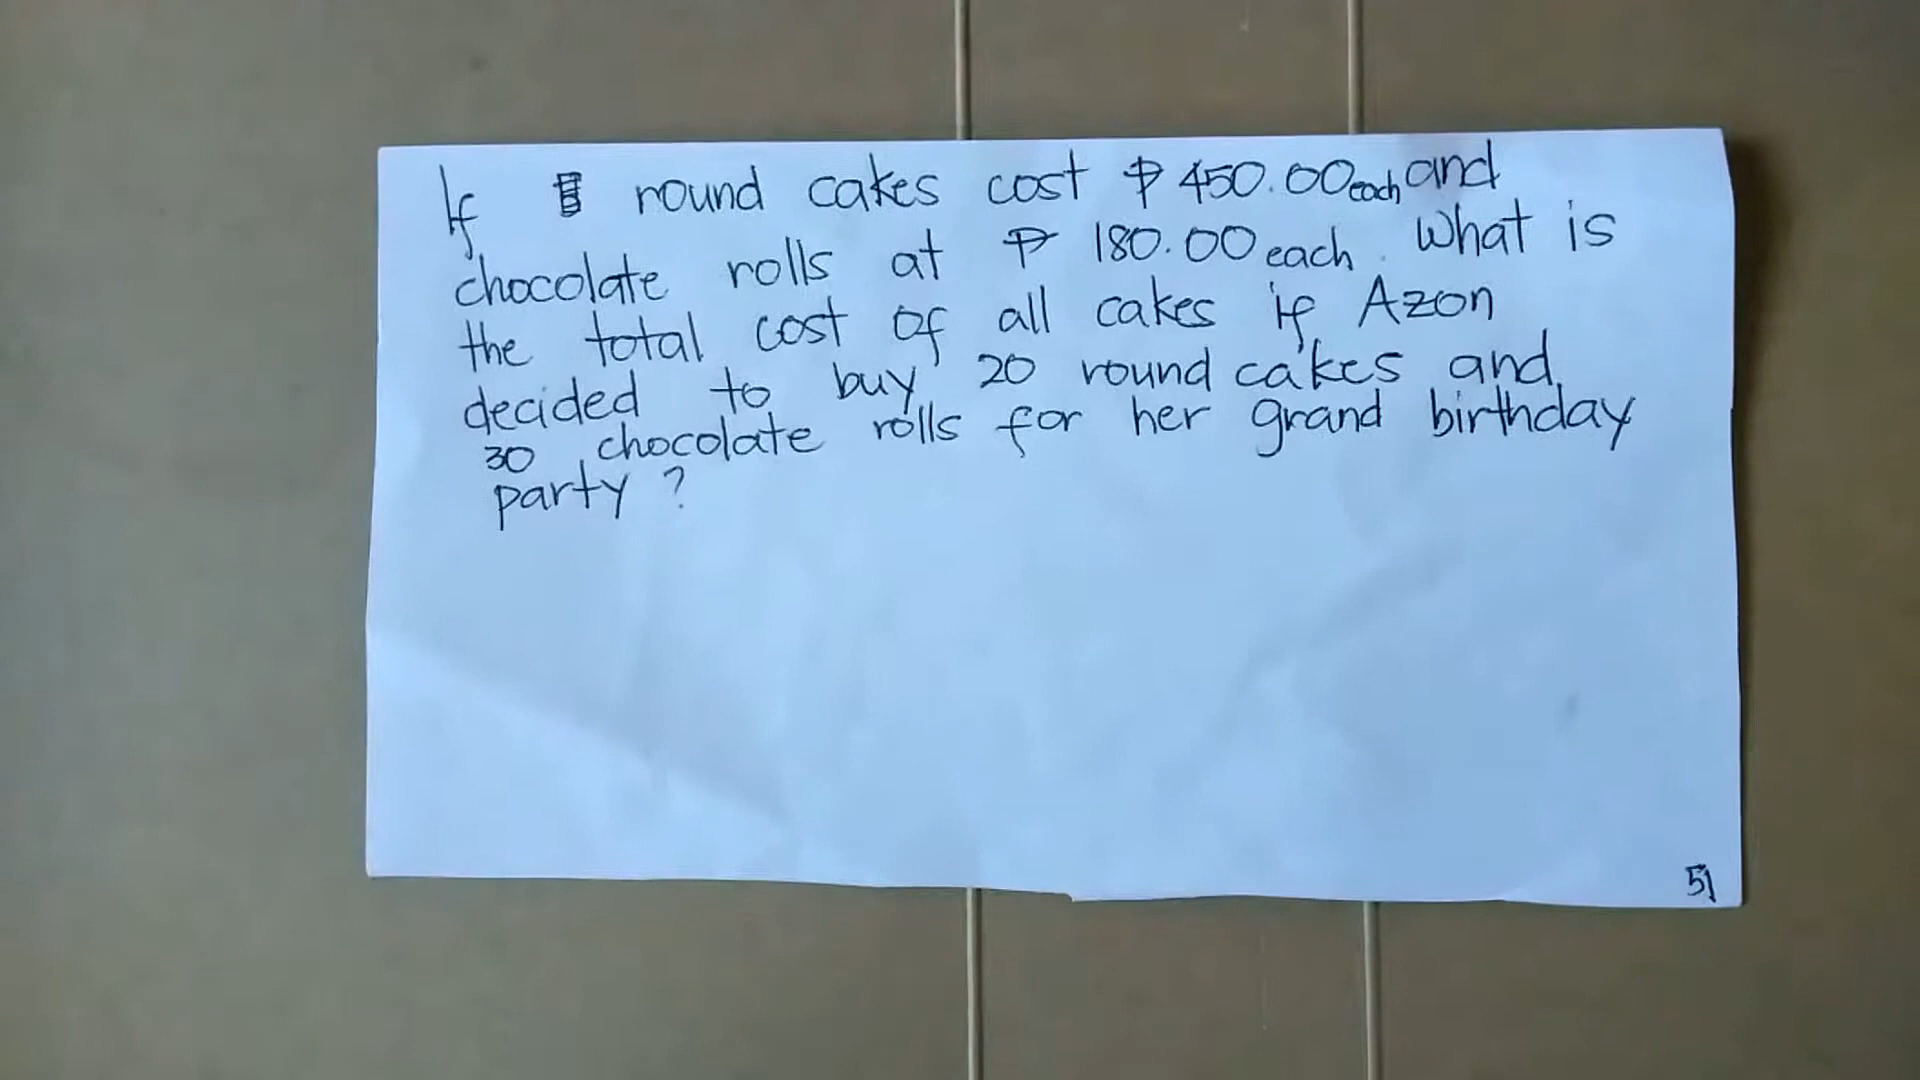 If round cakes cost ₱ 450.00 each and
chocolate rolls at ₱ 180.00 each. What is
the total cost of all cakes if Azon
decided to buy 20 round cakes and
30 chocolate rolls for her grand birthday
party?
51